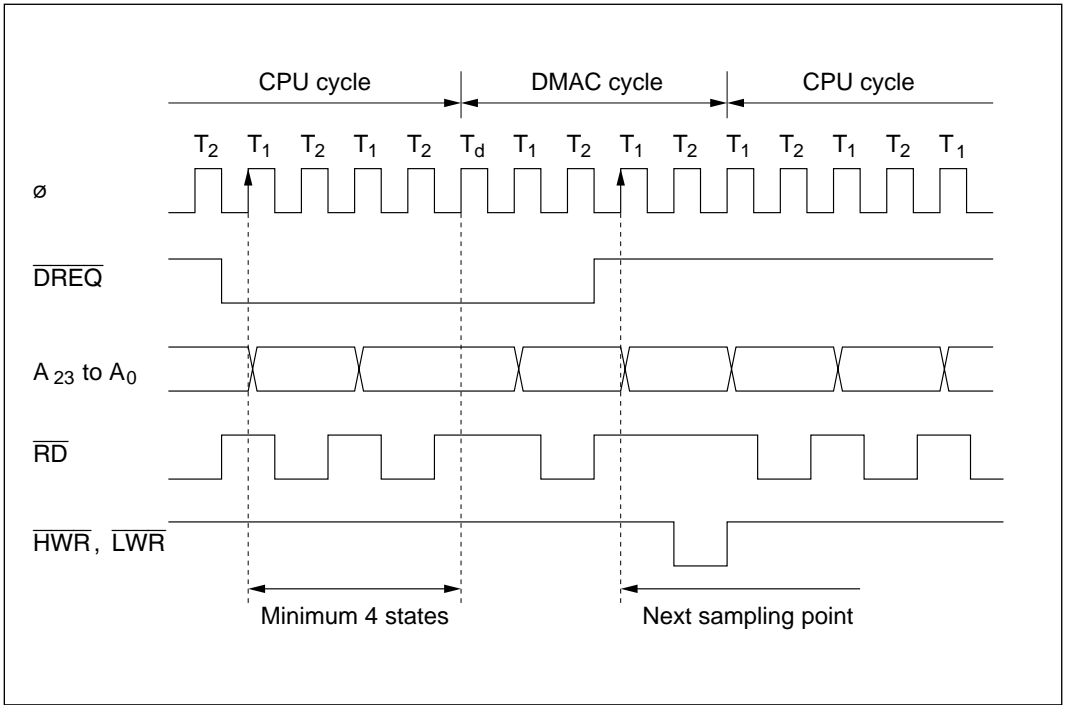 CPU cycle DMAC cycle CPU cycle
T2 T1 T2 T1 T2 Td T1 T2 T1 T2 T1 T2 T1 T2 T1
ø
DREQ
A23 to A0
RD
HWR, LWR
Minimum 4 states Next sampling point